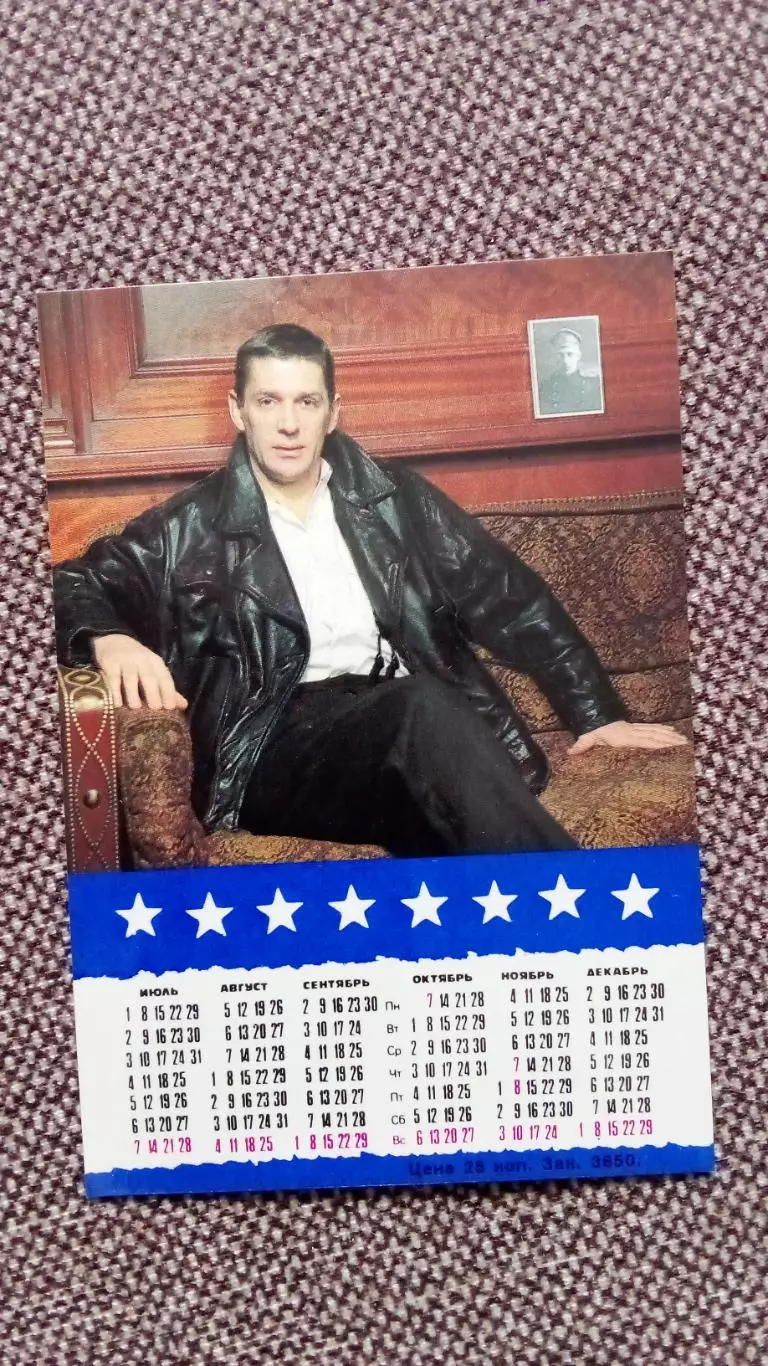 ИЮЛЬ АВГУСТ СЕНТЯБРЬ ОКТЯБРЬ НОЯБРЬ ДЕКАБРЬ
1 8 15 22 29 5 12 19 26 2 9 16 23 30 Пн 7 14 21 28 4 11 18 25 2 9 16 23 30
2 9 16 23 30 6 13 20 27 3 10 17 24 Вт 1 8 15 22 29 5 12 19 26 3 10 17 24 31
3 10 17 24 31 7 14 21 28 4 11 18 25 Ср 2 9 16 23 30 6 13 20 27 4 11 18 25
4 11 18 25 1 8 15 22 29 5 12 19 26 Чт 3 10 17 24 31 7 14 21 28 5 12 19 26
5 12 19 26 2 9 16 23 30 6 13 20 27 Пт 4 11 18 25 1 8 15 22 29 6 13 20 27
6 13 20 27 3 10 17 24 31 7 14 21 28 Сб 5 12 19 26 2 9 16 23 30 7 14 21 28
7 14 21 28 4 11 18 25 1 8 15 22 29 Вс 6 13 20 27 3 10 17 24 1 8 15 22 29
Цена 25 коп. Зак. 3650.